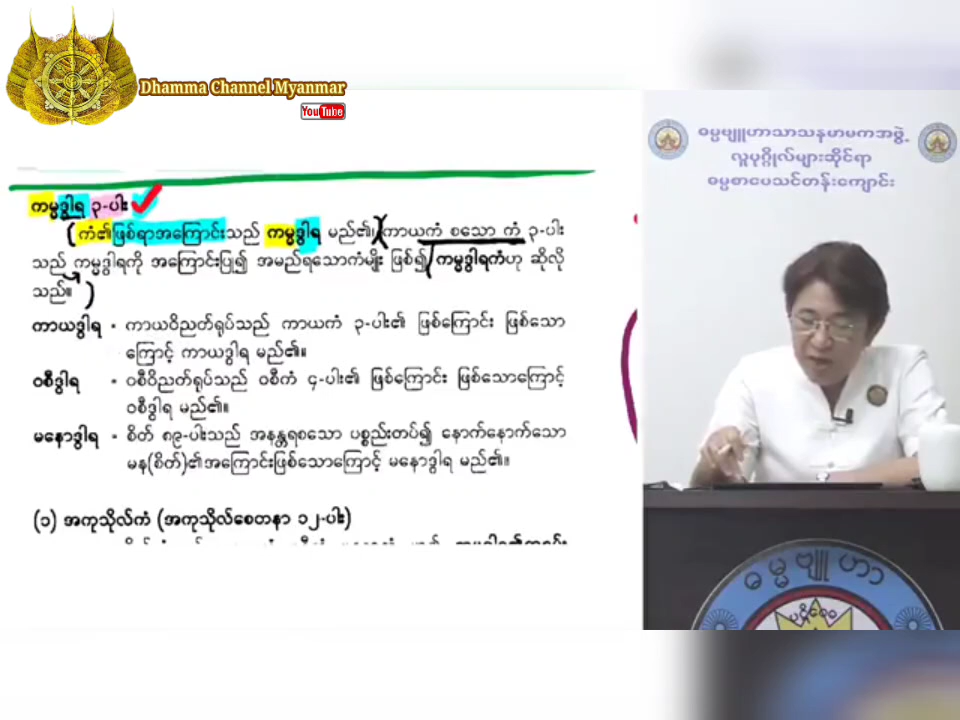 Dhamma Channel Myanmar
YouTube
ဓမ္မဗျူဟာသာသနာ့မာမကအဖွဲ့
လူပုဂ္ဂိုလ်များဆိုင်ရာ
ဓမ္မစာပေသင်တန်းကျောင်း
ကမ္မဒွါရ ၃-ပါး
ကံ၏ဖြစ်ရာအကြောင်းသည် ကမ္မဒွါရ မည်၏၊ ကာယကံ စသော ကံ ၃-ပါး
သည် ကမ္မဒွါရကို အကြောင်းပြု၍ အမည်ရသောကံမျိုး ဖြစ်၍ ကမ္မဒွါရကံဟု ဆိုလို
သည်။
ကာယဒွါရ - ကာယဝိညတ်ရုပ်သည် ကာယကံ ၃-ပါး၏ ဖြစ်ကြောင်း ဖြစ်သော
ကြောင့် ကာယဒွါရ မည်၏။
ဝစီဒွါရ - ဝစီဝိညတ်ရုပ်သည် ဝစီကံ ၄-ပါး၏ ဖြစ်ကြောင်း ဖြစ်သောကြောင့်
ဝစီဒွါရ မည်၏။
မနောဒွါရ - စိတ် ၈၉-ပါးသည် အနန္တရစသော ပစ္စည်းတပ်၍ နောက်နောက်သော
မန(စိတ်)၏အကြောင်းဖြစ်သောကြောင့် မနောဒွါရ မည်၏။
(၁) အကုသိုလ်ကံ (အကုသိုလ်စေတနာ ၁၂-ပါး)
ဓမ္မဗျူဟာ